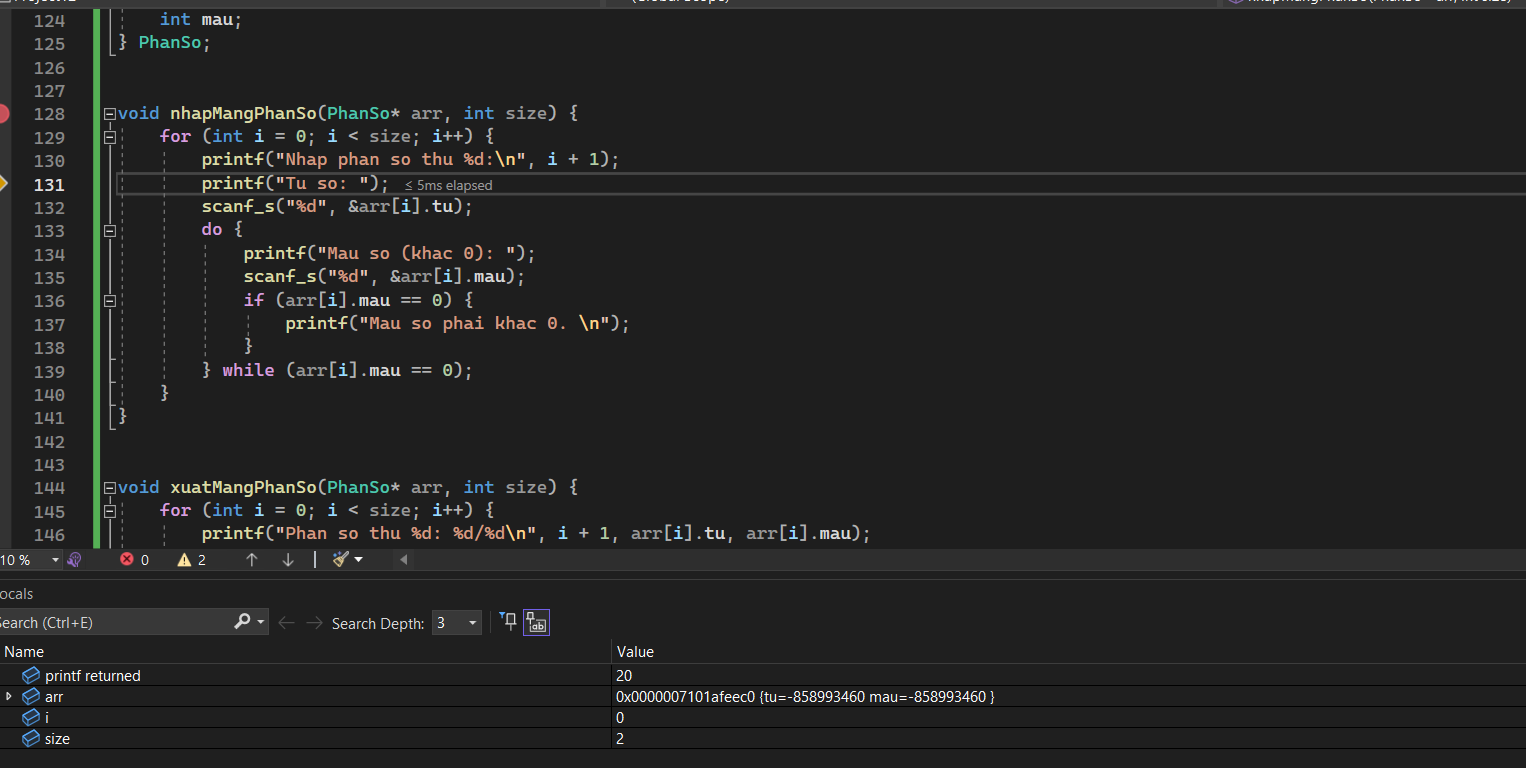 124 int mau;
125 } PhanSo;
126
127
128 void nhapMangPhanSo(PhanSo* arr, int size) {
129 for (int i = 0; i < size; i++) {
130 printf("Nhap phan so thu %d:\n", i + 1);
131 printf("Tu so: "); ≤ 5ms elapsed
132 scanf_s("%d", &arr[i].tu);
133 do {
134 printf("Mau so (khac 0): ");
135 scanf_s("%d", &arr[i].mau);
136 if (arr[i].mau == 0) {
137 printf("Mau so phai khac 0. \n");
138 }
139 } while (arr[i].mau == 0);
140 }
141 }
142
143
144 void xuatMangPhanSo(PhanSo* arr, int size) {
145 for (int i = 0; i < size; i++) {
146 printf("Phan so thu %d: %d/%d\n", i + 1, arr[i].tu, arr[i].mau);
10 % 0 2
ocals
Search (Ctrl+E) Search Depth: 3
Name Value
printf returned 20
arr 0x0000007101afeec0 {tu=-858993460 mau=-858993460 }
i 0
size 2